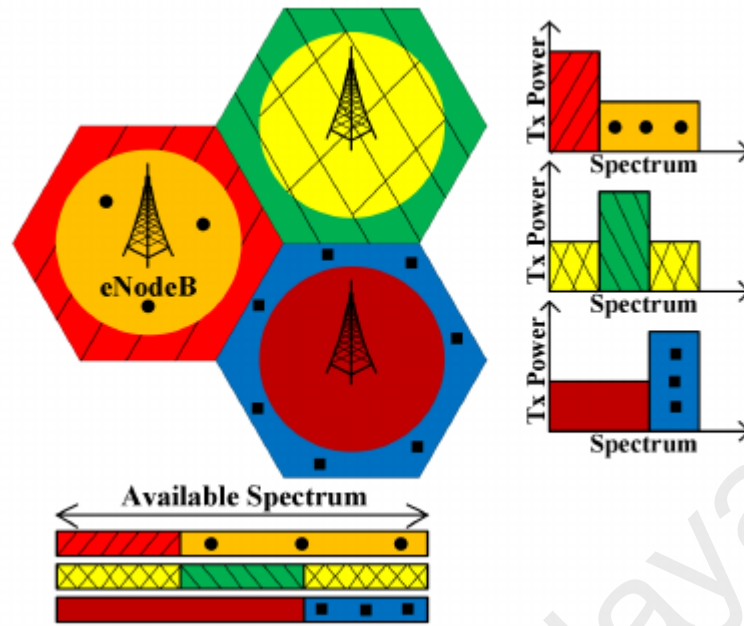 eNodeB
Tx Power
Spectrum
Tx Power
Spectrum
Tx Power
Spectrum
Available Spectrum